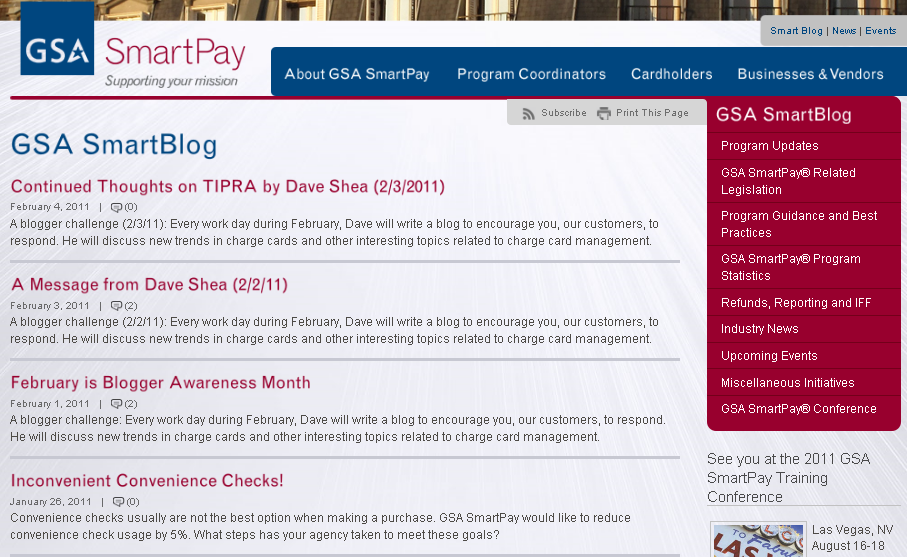 GSA SmartPay
Supporting your mission
Smart Blog | News | Events
About GSA SmartPay Program Coordinators Cardholders Businesses & Vendors
Subscribe Print This Page
GSA SmartBlog
Continued Thoughts on TIPRA by Dave Shea (2/3/2011)
February 4, 2011 | (0)
A blogger challenge (2/3/11): Every work day during February, Dave will write a blog to encourage you, our customers, to
respond. He will discuss new trends in charge cards and other interesting topics related to charge card management.
A Message from Dave Shea (2/2/11)
February 3, 2011 | (2)
A blogger challenge (2/2/11): Every work day during February, Dave will write a blog to encourage you, our customers, to
respond. He will discuss new trends in charge cards and other interesting topics related to charge card management.
February is Blogger Awareness Month
February 1, 2011 | (2)
A blogger challenge: Every work day during February, Dave will write a blog to encourage you, our customers, to respond.
He will discuss new trends in charge cards and other interesting topics related to charge card management.
Inconvenient Convenience Checks!
January 26, 2011 | (0)
Convenience checks usually are not the best option when making a purchase. GSA SmartPay would like to reduce
convenience check usage by 5%. What steps has your agency taken to meet these goals?
GSA SmartBlog
Program Updates
GSA SmartPay® Related
Legislation
Program Guidance and Best
Practices
GSA SmartPay® Program
Statistics
Refunds, Reporting and IFF
Industry News
Upcoming Events
Miscellaneous Initiatives
GSA SmartPay® Conference
See you at the 2011 GSA
SmartPay Training
Conference
TO Fabulous
LAS
Las Vegas, NV
August 16-18